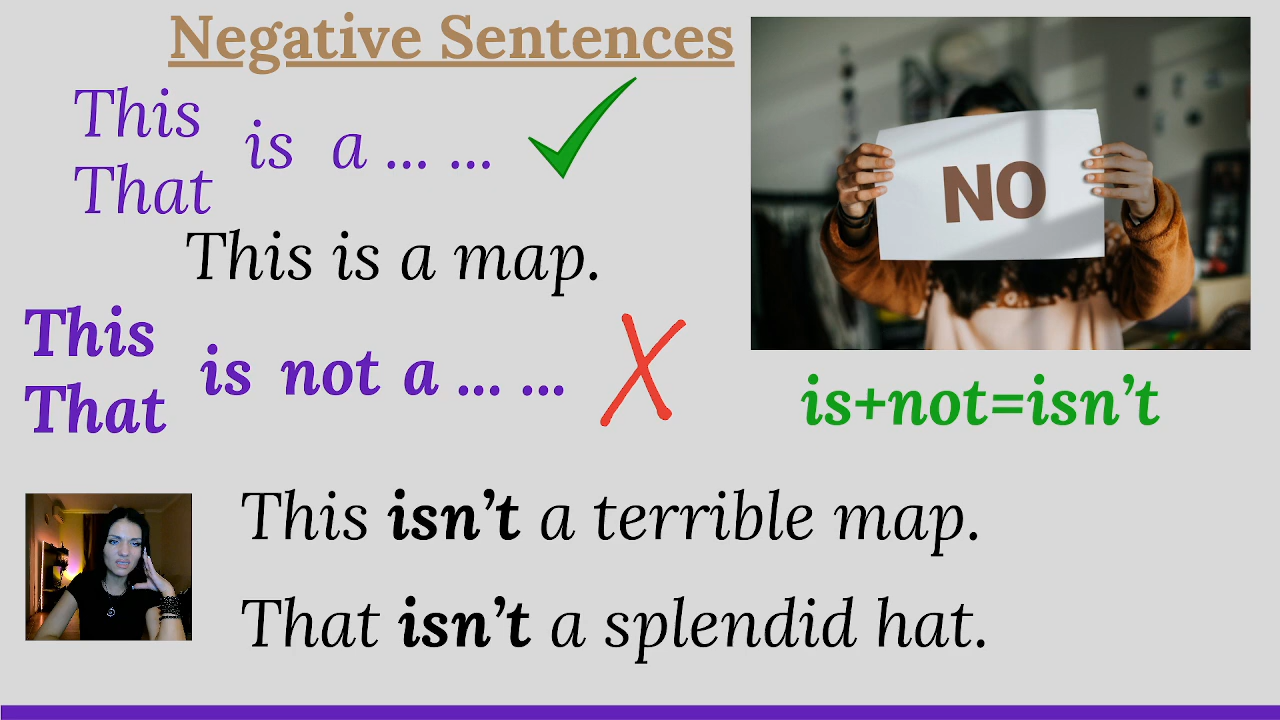 Negative Sentences
This
That
is a ... ...
This is a map.
This
That
is not a ... ...
NO
is+not=isn’t
This isn’t a terrible map.
That isn’t a splendid hat.